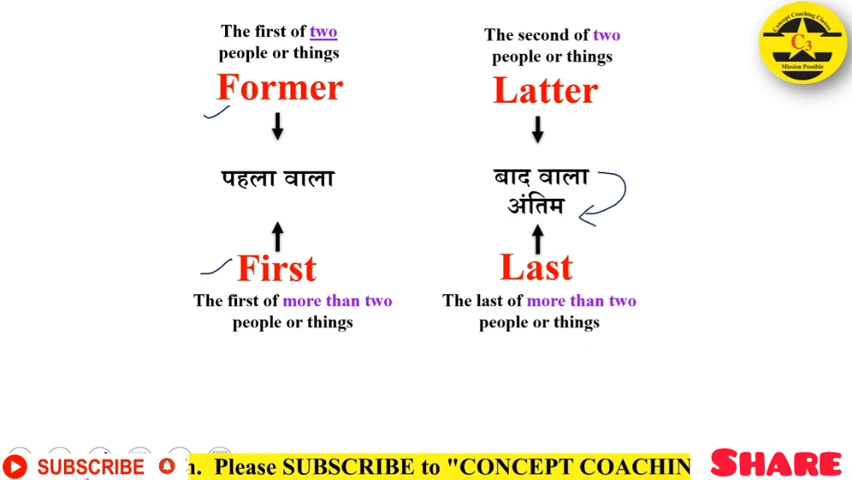 The first of two
people or things
Former
पहला वाला
First
The first of more than two
people or things
The second of two
people or things
Latter
बाद वाला
अंतिम
Last
The last of more than two
people or things
Concept Coaching Classes
C3
Mission Possible
SUBSCRIBE
. Please SUBSCRIBE to "CONCEPT COACHIN
SHARE